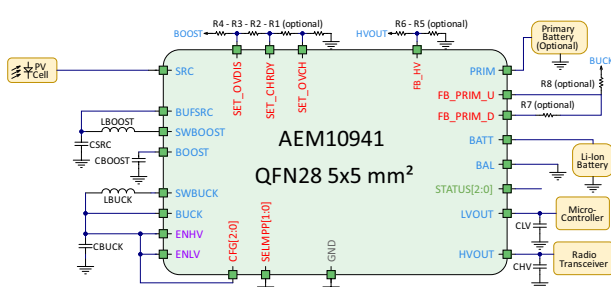 BOOST
R4 - R3 - R2 - R1 (optional)
HVOUT
R6 - R5 (optional)
Primary
Battery
(Optional)
BUCK
PV
Cell
SRC
SET_OVDIS
SET_CHRDY
SET_OVCH
FB_HV
PRIM
R8 (optional)
FB_PRIM_U
BUFSRC
R7 (optional)
LBOOST
SWBOOST
FB_PRIM_D
CSRC
AEM10941
BATT
CBOOST
BOOST
BAL
Li-Ion
Battery
QFN28 5x5 mm²
SWBUCK
STATUS[2:0]
LBUCK
BUCK
LVOUT
Micro-
Controller
CLV
ENHV
CBUCK
ENLV
CFG[2:0]
SELMPP[1:0]
GND
HVOUT
Radio
Transceiver
CHV